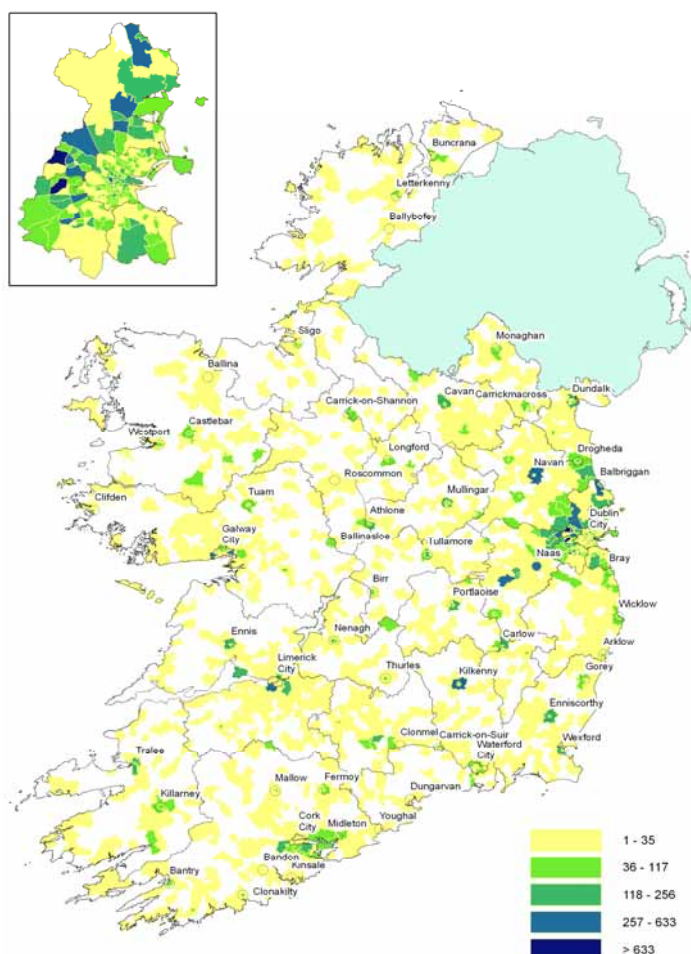 Buncrana
Letterkenny
Ballybofey
Sligo
Monaghan
Ballina
Cavan
Carrickmacross
Dundalk
Carrick-on-Shannon
Castlebar
Westport
Drogheda
Longford
Navan
Balbriggan
Roscommon
Clifden
Tuam
Mullingar
Athlone
Dublin
City
Galway
City
Ballinasloe
Tullamore
Naas
Bray
Birr
Portlaoise
Wicklow
Ennis
Nenagh
Carlow
Arklow
Limerick
City
Thurles
Kilkenny
Gorey
Enniscorthy
Clonmel
Carrick-on-Suir
Wexford
Tralee
Waterford
City
Mallow
Fermoy
Dungarvan
Killarney
Cork
City
Midleton
Youghal
Bandon
Kinsale
Bantry
Clonakilty
1 - 35
36 - 117
118 - 256
257 - 633
> 633